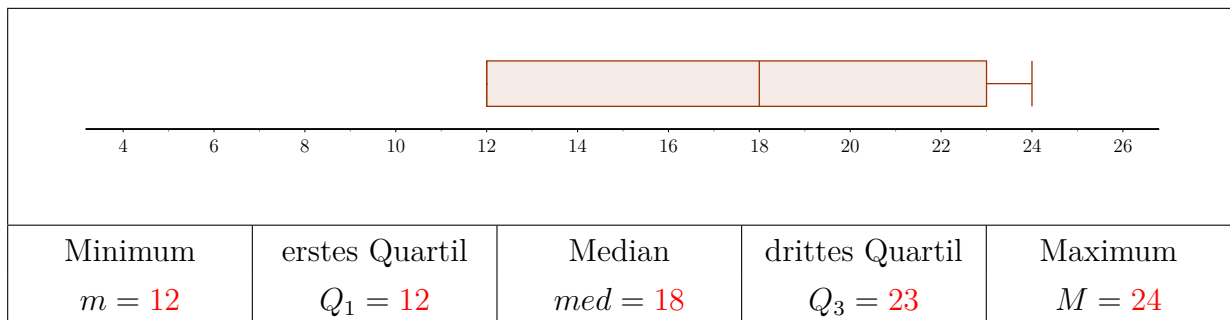 4 6 8 10 12 14 16 18 20 22 24 26
Minimum erstes Quartil Median drittes Quartil Maximum
m = 12 Q₁ = 12 med = 18 Q₃ = 23 M = 24